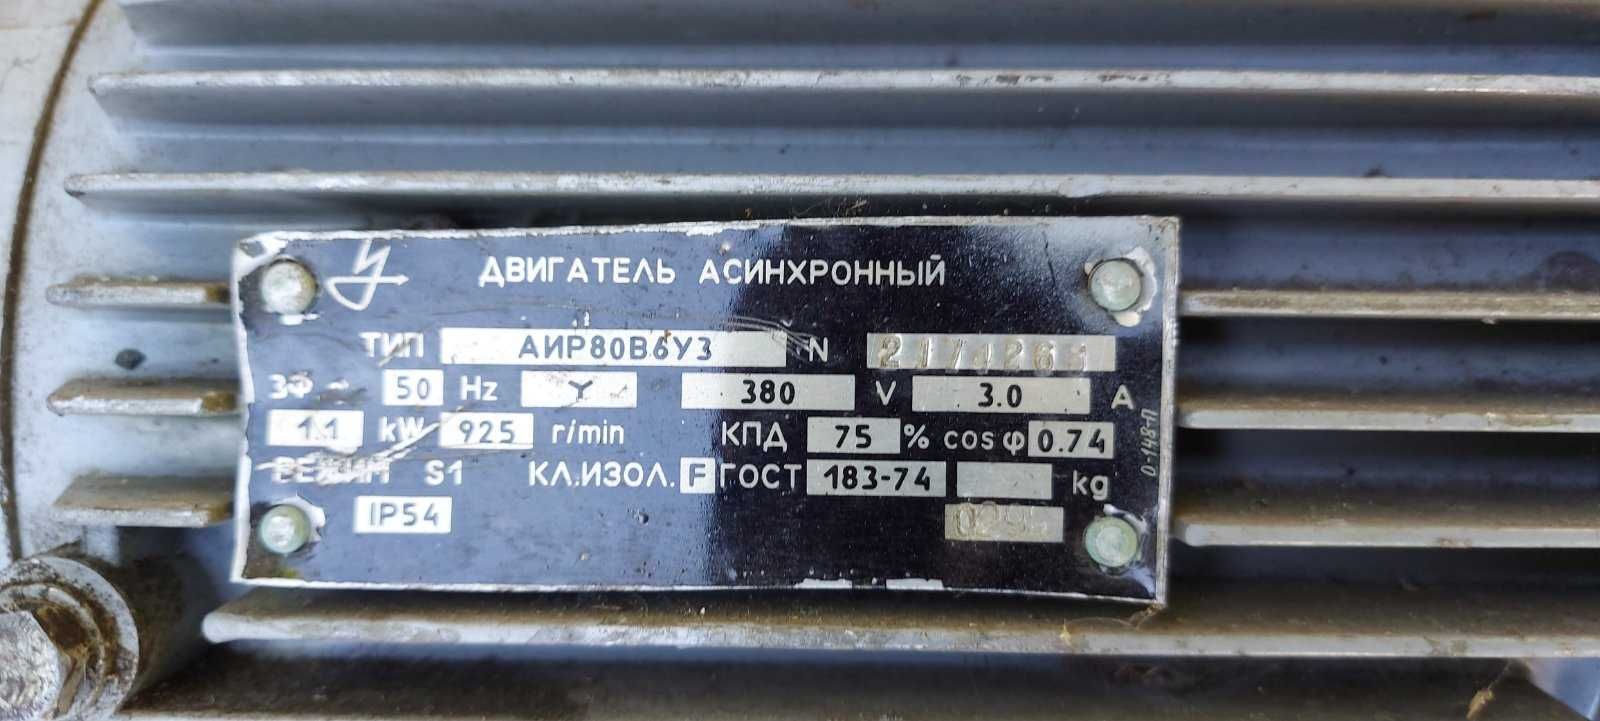 ДВИГАТЕЛЬ АСИНХРОННЫЙ
ТИП АИР80В6У3 N
3Ф ~ 50 Hz Y 380 V 3.0 A
1.1 kW 925 r/min КПД 75 % cos φ 0.74
РЕЖИМ S1 КЛ.ИЗОЛ. F ГОСТ 183-74 kg
IP54
0-148-П